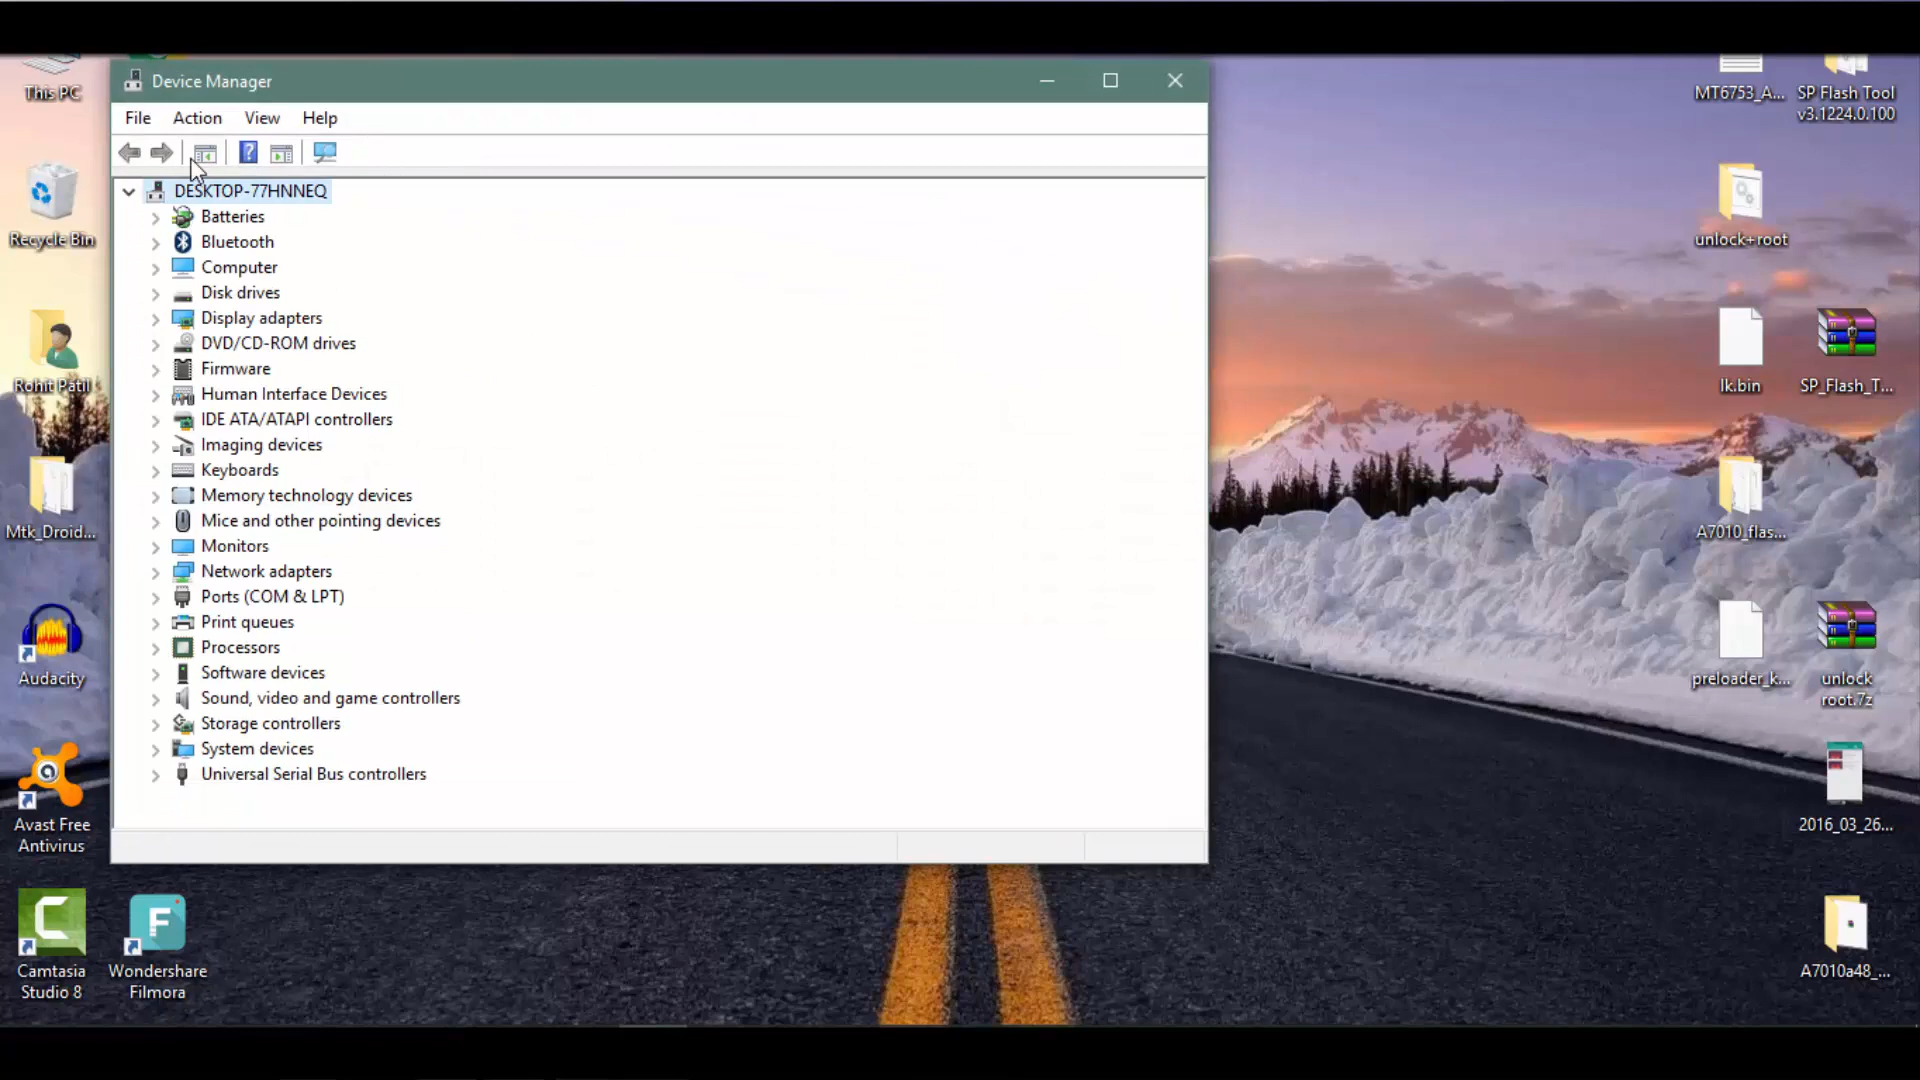 Device Manager
File Action View Help
DESKTOP-77HNNEQ
Batteries
Bluetooth
Computer
Disk drives
Display adapters
DVD/CD-ROM drives
Firmware
Human Interface Devices
IDE ATA/ATAPI controllers
Imaging devices
Keyboards
Memory technology devices
Mice and other pointing devices
Monitors
Network adapters
Ports (COM & LPT)
Print queues
Processors
Software devices
Sound, video and game controllers
Storage controllers
System devices
Universal Serial Bus controllers
This PC
Recycle Bin
Rohit Patil
Mtk_Droid...
Audacity
Avast Free
Antivirus
Camtasia
Studio 8
Wondershare
Filmora
MT6753_A...
SP Flash Tool
v3.1224.0.100
unlock+root
lk.bin
SP_Flash_T...
A7010_flas...
preloader_k...
unlock
root.7z
2016_03_26...
A7010a48_...